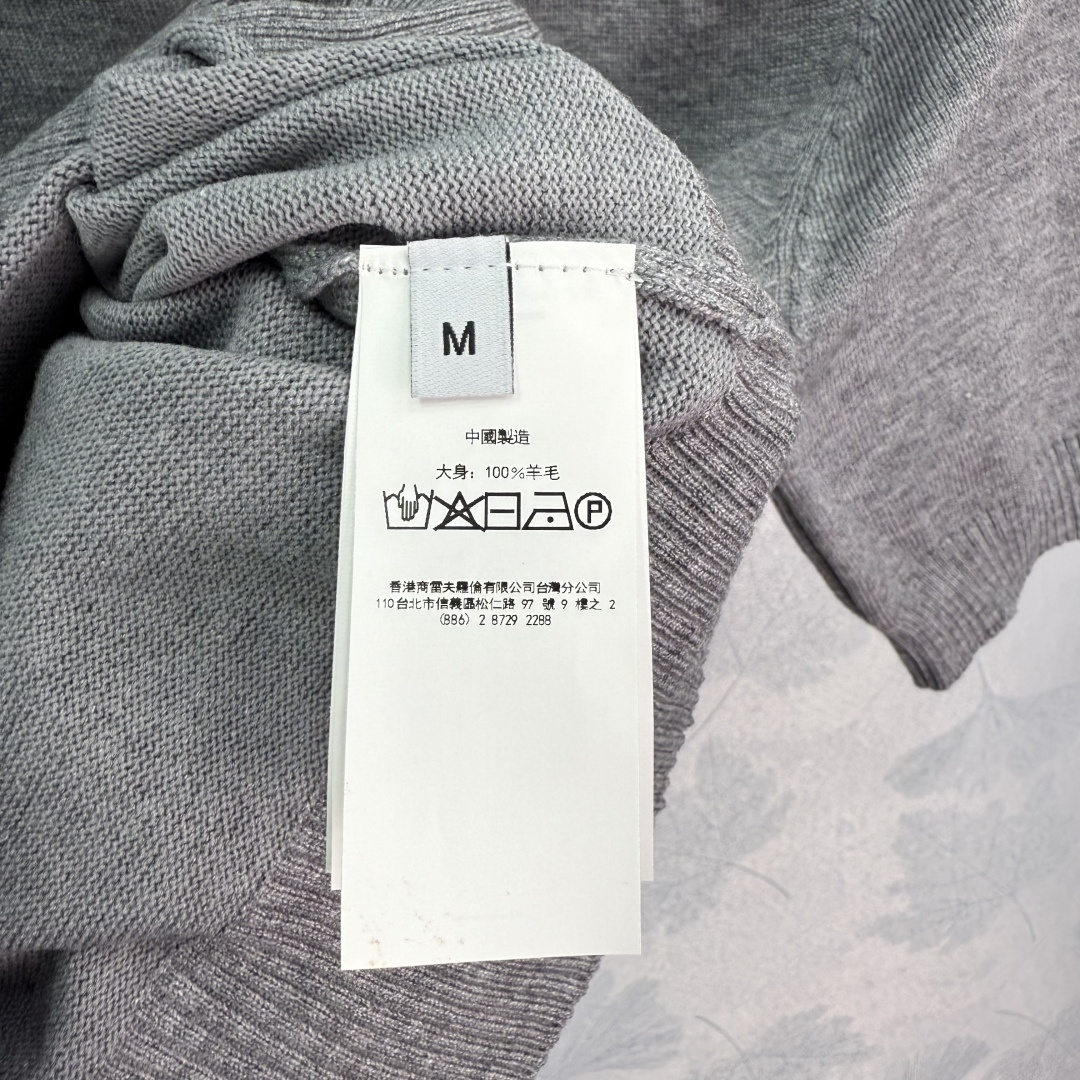 M
中國製造
大身: 100%羊毛
P
香港商雷夫羅倫有限公司台灣分公司
110台北市信義區松仁路 97 號 9 樓之 2
(886) 2 8729 2288